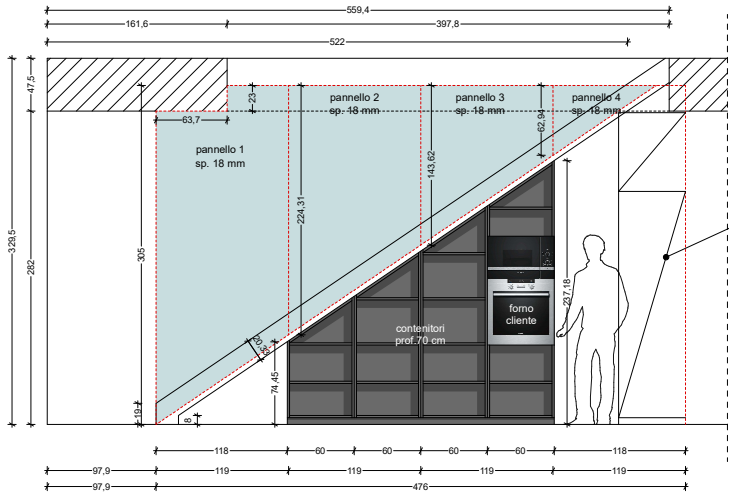 559,4
161,6
397,8
522
47,5
23
pannello 2
sp. 18 mm
pannello 3
sp. 18 mm
pannello 4
sp. 18 mm
62,94
63,7
pannello 1
sp. 18 mm
143,62
224,31
305
329,5
282
237,18
forno
cliente
contenitori
prof.70 cm
20,33
74,45
19
8
118
60
60
60
60
118
97,9
119
119
119
119
97,9
476